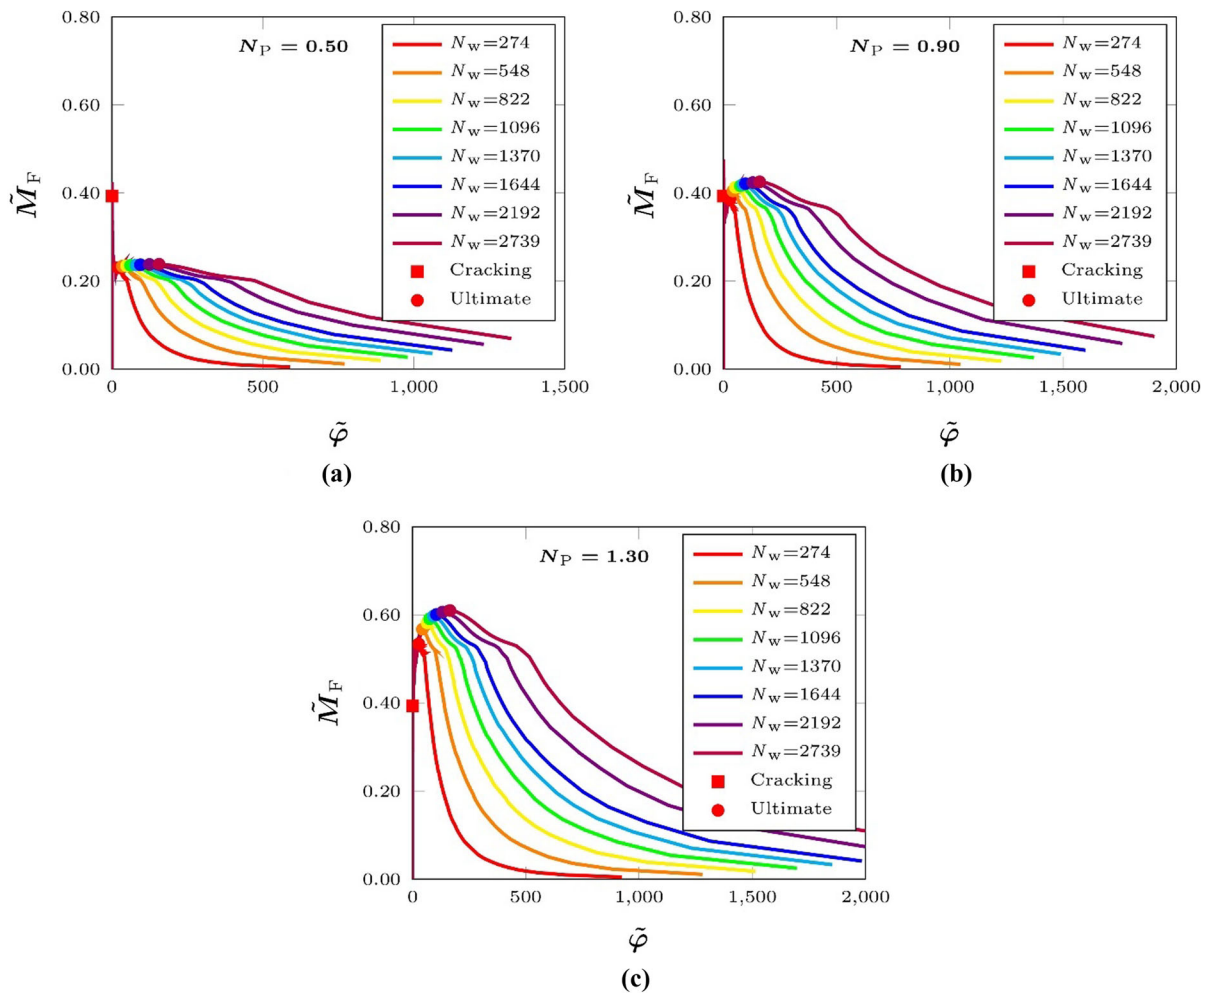 0.80
0.60
0.40
0.20
0.00
M̃F
N_P = 0.50
N_w=274
N_w=548
N_w=822
N_w=1096
N_w=1370
N_w=1644
N_w=2192
N_w=2739
Cracking
Ultimate
0 500 1,000 1,500
φ̃
(a)
0.80
0.60
0.40
0.20
0.00
M̃F
N_P = 0.90
N_w=274
N_w=548
N_w=822
N_w=1096
N_w=1370
N_w=1644
N_w=2192
N_w=2739
Cracking
Ultimate
0 500 1,000 1,500 2,000
φ̃
(b)
0.80
0.60
0.40
0.20
0.00
M̃F
N_P = 1.30
N_w=274
N_w=548
N_w=822
N_w=1096
N_w=1370
N_w=1644
N_w=2192
N_w=2739
Cracking
Ultimate
0 500 1,000 1,500 2,000
φ̃
(c)